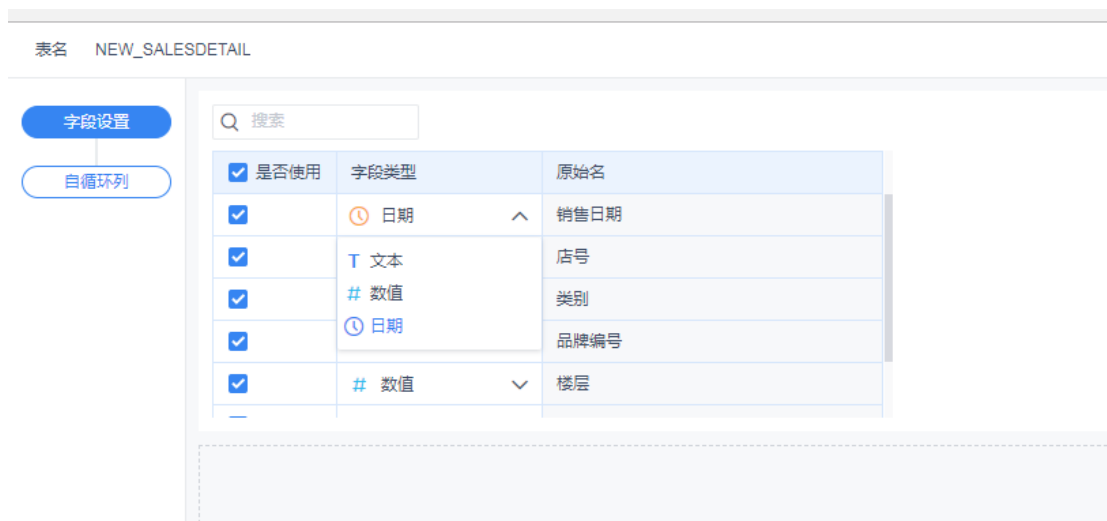 表名 NEW_SALESDETAIL
字段设置
自循环列
搜索
是否使用 字段类型 原始名
日期 销售日期
T 文本 店号
# 数值 类别
日期 品牌编号
# 数值 楼层